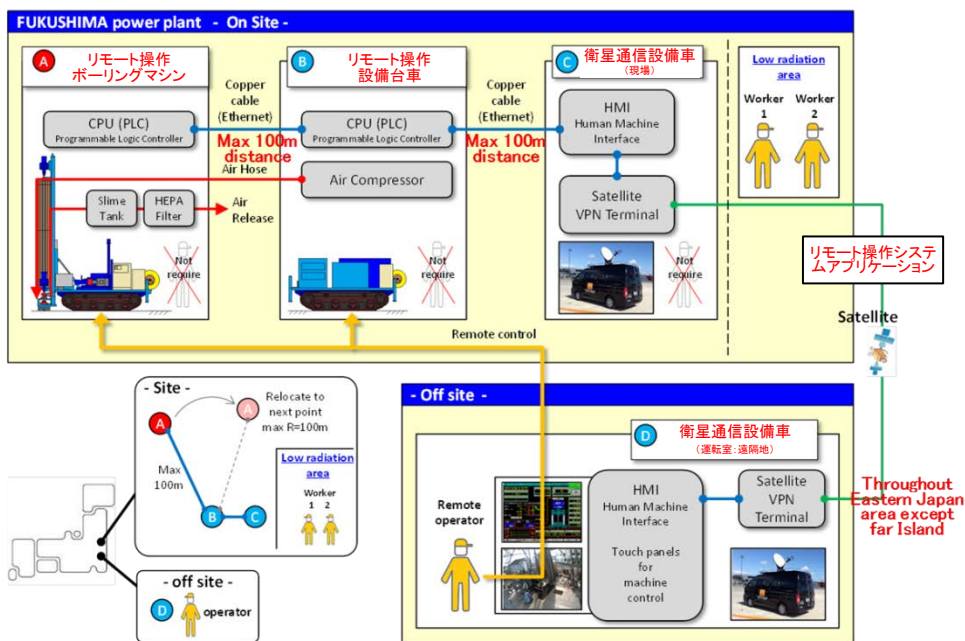 FUKUSHIMA power plant - On Site -
A
リモート操作
ボーリングマシン
CPU (PLC)
Programmable Logic Controller
Slime
Tank
HEPA
Filter
Air
Release
Not
require
Copper
cable
(Ethernet)
Max 100m
distance
Air Hose
B
リモート操作
設備台車
CPU (PLC)
Programmable Logic Controller
Air Compressor
Not
require
Copper
cable
(Ethernet)
Max 100m
distance
C
衛星通信設備車
(現場)
HMI
Human Machine
Interface
Satellite
VPN Terminal
Not
require
Low radiation
area
Worker
1
Worker
2
リモート操作システ
ムアプリケーション
Satellite
Remote control
- Site -
A
A
Relocate to
next point
max R=100m
Max
100m
B
C
Low radiation
area
Worker
1 2
- off site -
D
operator
- Off site -
D
衛星通信設備車
(運転室:遠隔地)
Remote
operator
HMI
Human Machine
Interface
Touch panels
for
machine
control
Satellite
VPN
Terminal
Throughout
Eastern Japan
area except
far Island